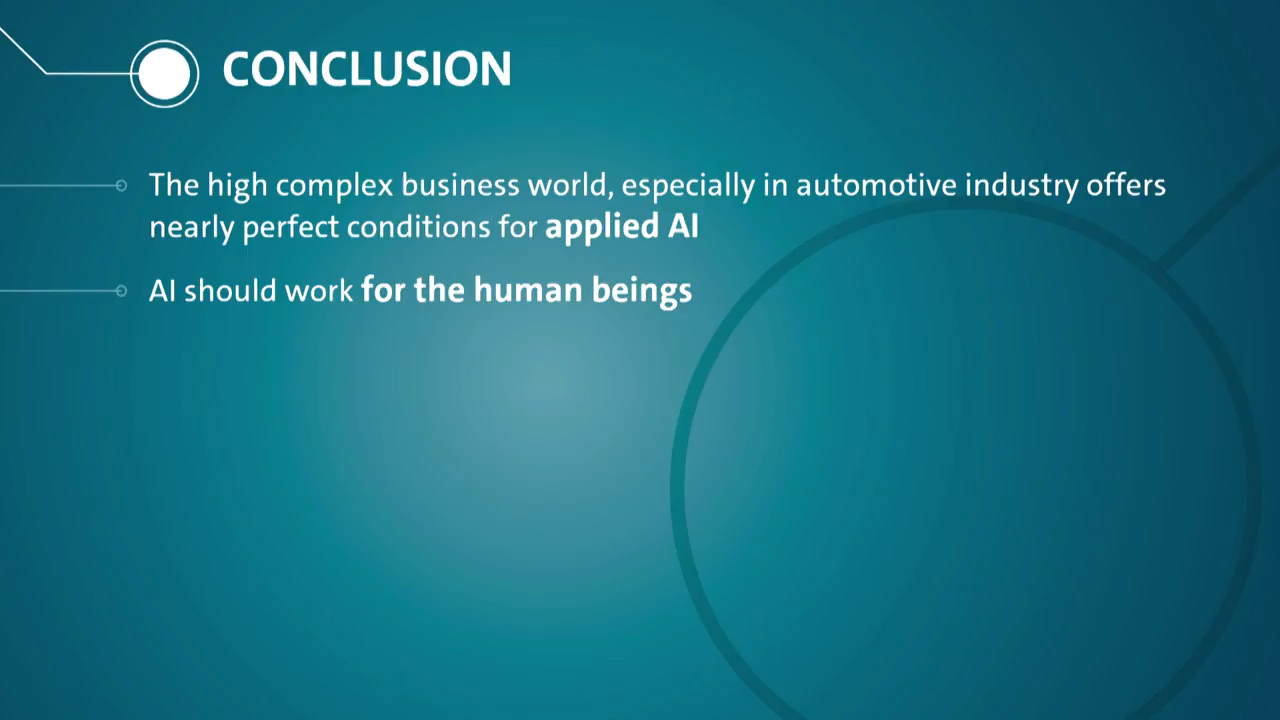 CONCLUSION
The high complex business world, especially in automotive industry offers
nearly perfect conditions for applied AI
AI should work for the human beings